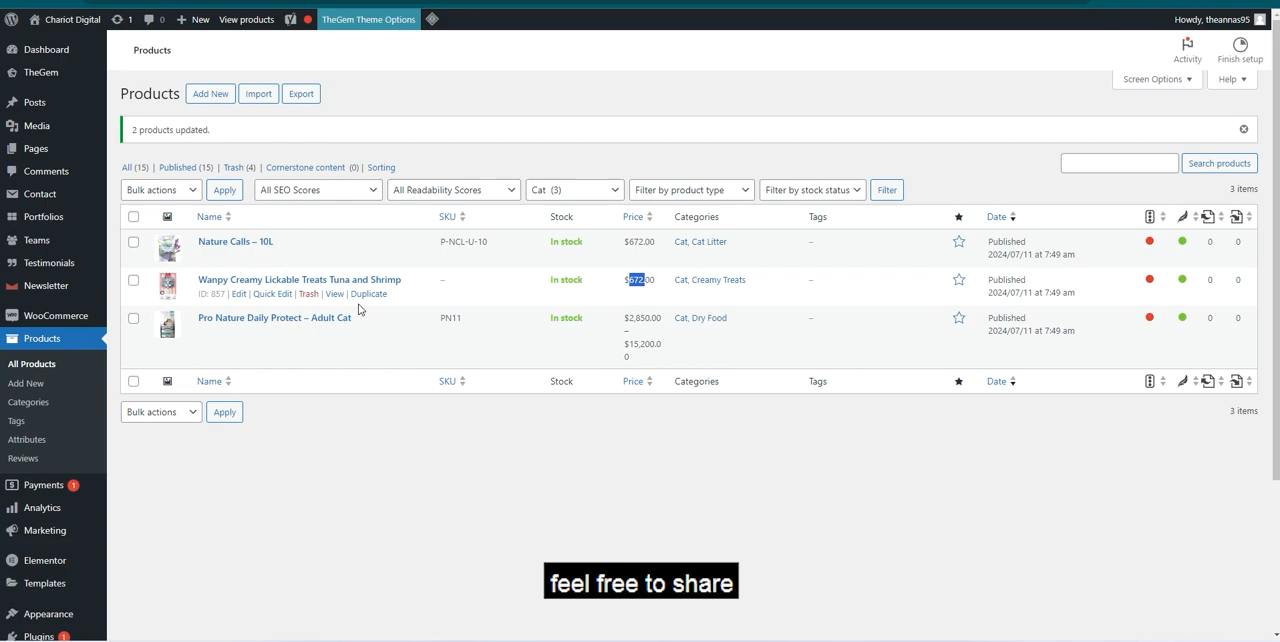 Chariot Digital 1 0 New View products TheGem Theme Options Howdy, theannas95
Dashboard
TheGem
Posts
Media
Pages
Comments
Contact
Portfolios
Teams
Testimonials
Newsletter
WooCommerce
Products
All Products
Add New
Categories
Tags
Attributes
Reviews
Payments 1
Analytics
Marketing
Elementor
Templates
Appearance
Plugins 1
Products
Activity Finish setup
Screen Options ▼ Help ▼
Products Add New Import Export
2 products updated.
All (15) | Published (15) | Trash (4) | Cornerstone content (0) | Sorting
Search products
Bulk actions Apply All SEO Scores All Readability Scores Cat (3) Filter by product type Filter by stock status Filter
3 items
Name SKU Stock Price Categories Tags ★ Date
Nature Calls – 10L P-NCL-U-10 In stock $672.00 Cat, Cat Litter – Published 0 0
2024/07/11 at 7:49 am
Wanpy Creamy Lickable Treats Tuna and Shrimp – In stock $672.00 Cat, Creamy Treats – Published 0 0
ID: 857 | Edit | Quick Edit | Trash | View | Duplicate 2024/07/11 at 7:49 am
Pro Nature Daily Protect – Adult Cat PN11 In stock $2,850.00 Cat, Dry Food – Published 0 0
– 2024/07/11 at 7:49 am
$15,200.0
0
Name SKU Stock Price Categories Tags ★ Date
Bulk actions Apply
3 items
feel free to share